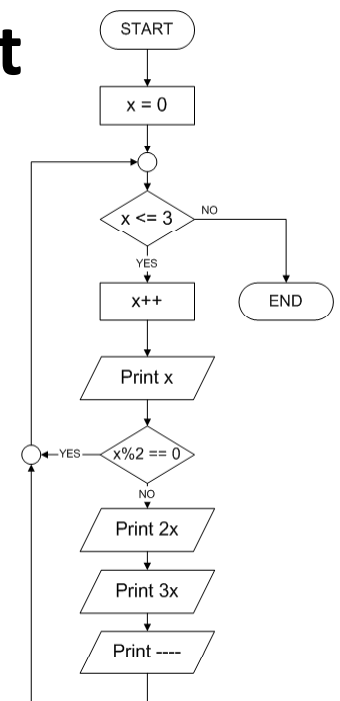 t
START
x = 0
x <= 3
NO
YES
x++
END
Print x
x%2 == 0
YES
NO
Print 2x
Print 3x
Print ----